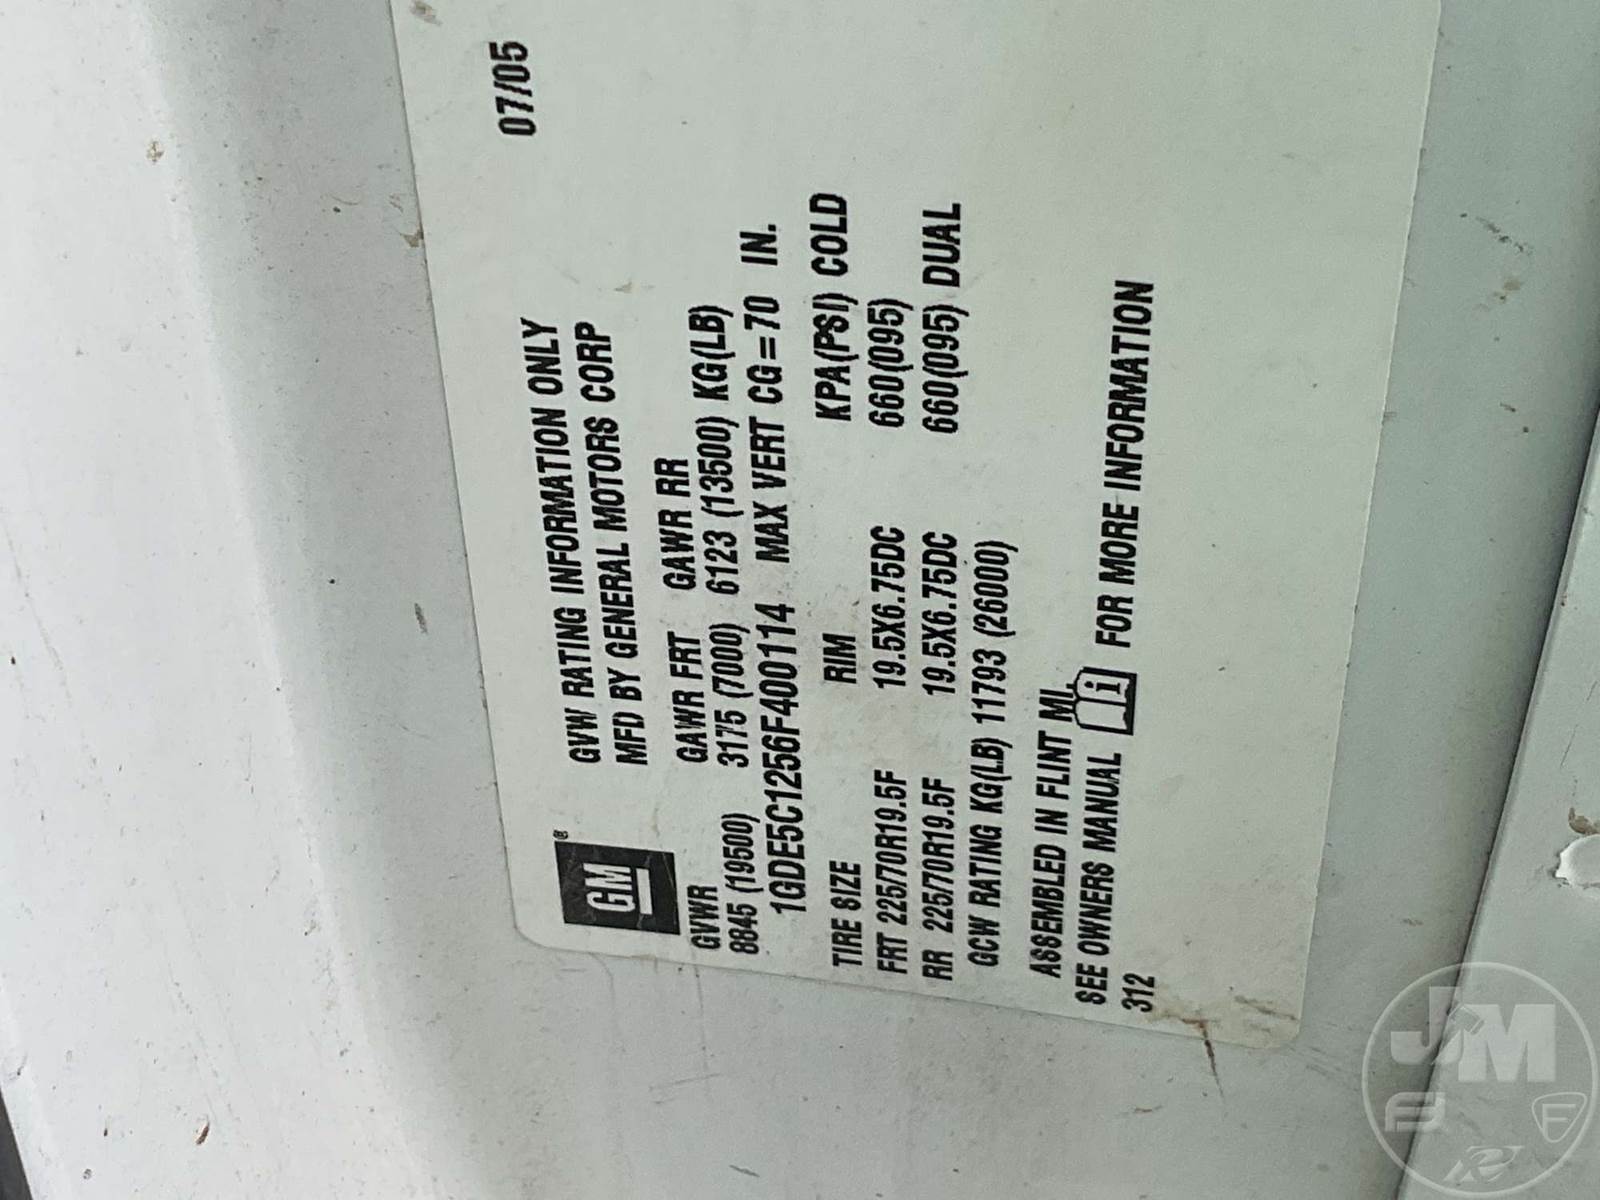 07/05
GM®
GVW RATING INFORMATION ONLY
MFD BY GENERAL MOTORS CORP
GVWR GAWR FRT GAWR RR
8845 (19500) 3175 (7000) 6123 (13500) KG(LB)
1GDE5C1256F400114 MAX VERT CG=70 IN.
TIRE SIZE RIM KPA(PSI) COLD
FRT 225/70R19.5F 19.5X6.75DC 660(095)
RR 225/70R19.5F 19.5X6.75DC 660(095) DUAL
GCW RATING KG(LB) 11793 (26000)
ASSEMBLED IN FLINT MI.
SEE OWNERS MANUAL i FOR MORE INFORMATION
312
JM
F